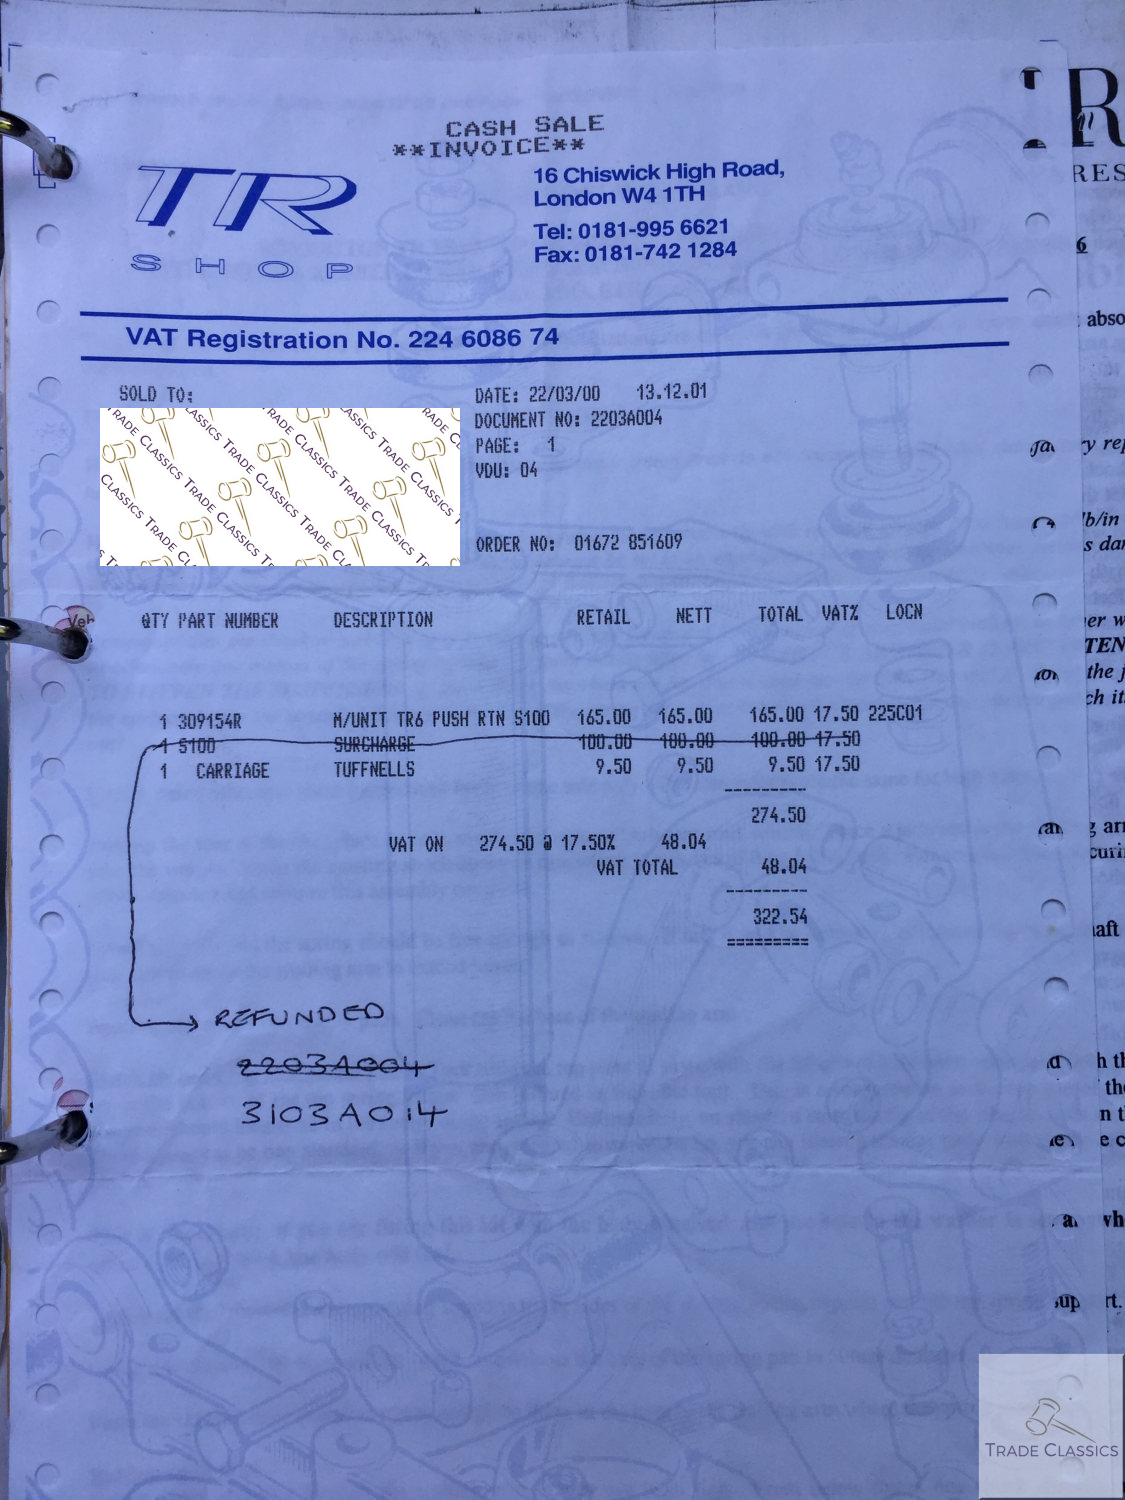 CASH SALE
**INVOICE**
TR
SHOP
16 Chiswick High Road,
London W4 1TH
Tel: 0181-995 6621
Fax: 0181-742 1284
VAT Registration No. 224 6086 74
SOLD TO:
DATE: 22/03/00 13.12.01
DOCUMENT NO: 2203A004
PAGE: 1
VDU: 04
ORDER NO: 01672 851609
QTY PART NUMBER DESCRIPTION RETAIL NETT TOTAL VAT% LOCN
1 309154R M/UNIT TR6 PUSH RTN S100 165.00 165.00 165.00 17.50 225C01
1 S100 SURCHARGE 100.00 100.00 100.00 17.50
1 CARRIAGE TUFFNELLS 9.50 9.50 9.50 17.50
274.50
VAT ON 274.50 @ 17.50% 48.04
VAT TOTAL 48.04
322.54
REFUNDED
2203A004
3103A014
TRADE CLASSICS